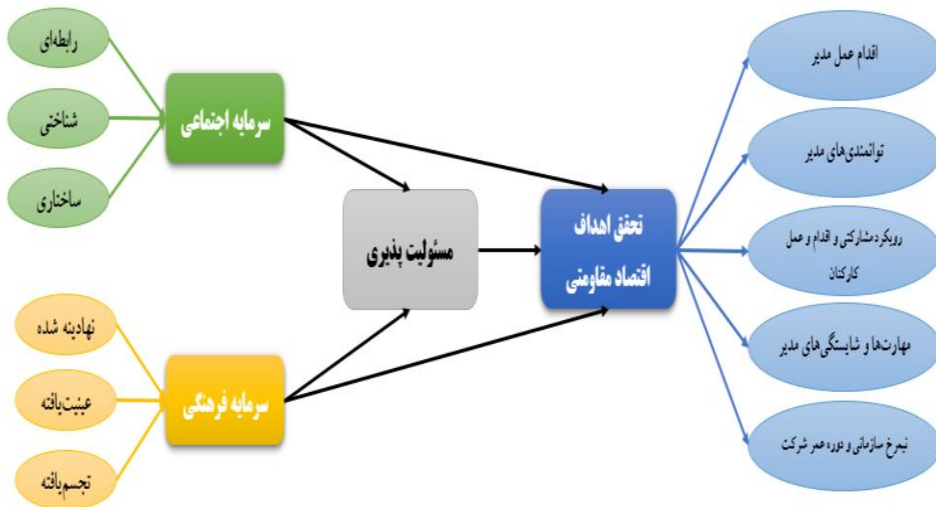 رابطه‌ای
شناختی
ساختاری
سرمایه اجتماعی
نهادینه شده
عینیت‌یافته
تجسم‌یافته
سرمایه فرهنگی
مسئولیت پذیری
تحقق اهداف
اقتصاد مقاومتی
اقدام عمل مدیر
توانمندی‌های مدیر
رویکرد مشارکتی و اقدام و عمل
کارکنان
مهارت‌ها و شایستگی‌های مدیر
نیمرخ سازمانی و دوره عمر شرکت